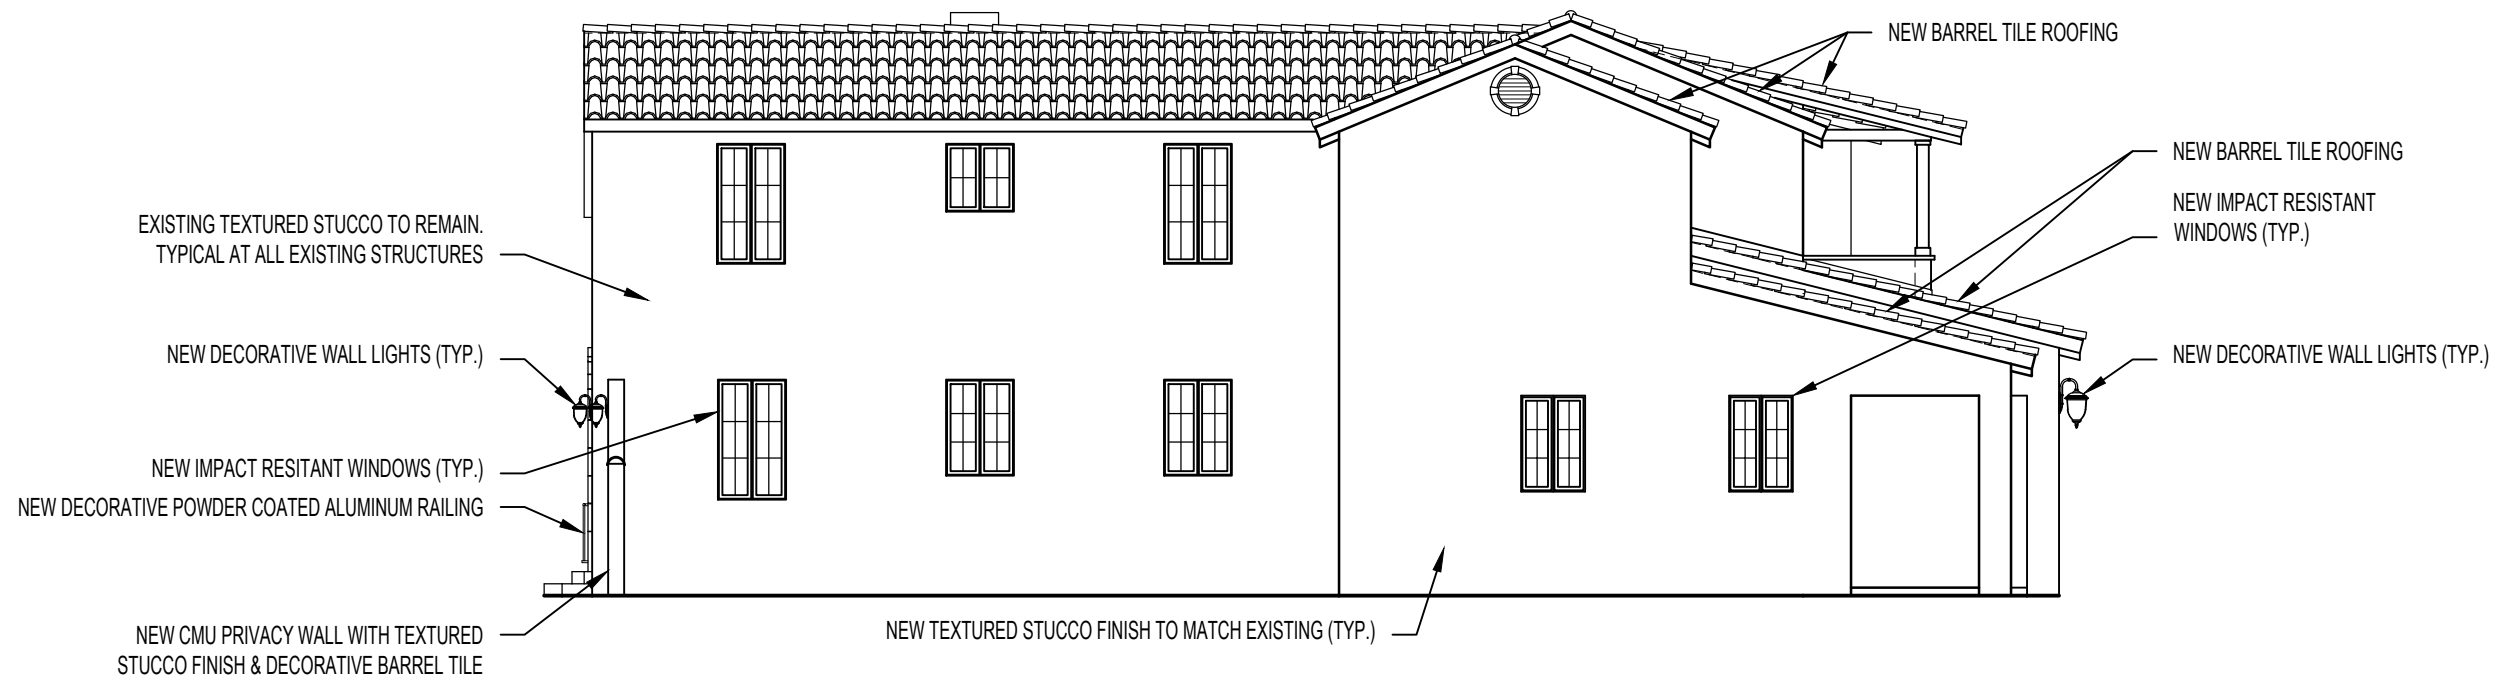 NEW BARREL TILE ROOFING
NEW BARREL TILE ROOFING
NEW IMPACT RESISTANT
WINDOWS (TYP.)
EXISTING TEXTURED STUCCO TO REMAIN.
TYPICAL AT ALL EXISTING STRUCTURES
NEW DECORATIVE WALL LIGHTS (TYP.)
NEW DECORATIVE WALL LIGHTS (TYP.)
NEW IMPACT RESITANT WINDOWS (TYP.)
NEW DECORATIVE POWDER COATED ALUMINUM RAILING
NEW CMU PRIVACY WALL WITH TEXTURED
STUCCO FINISH & DECORATIVE BARREL TILE
NEW TEXTURED STUCCO FINISH TO MATCH EXISTING (TYP.)